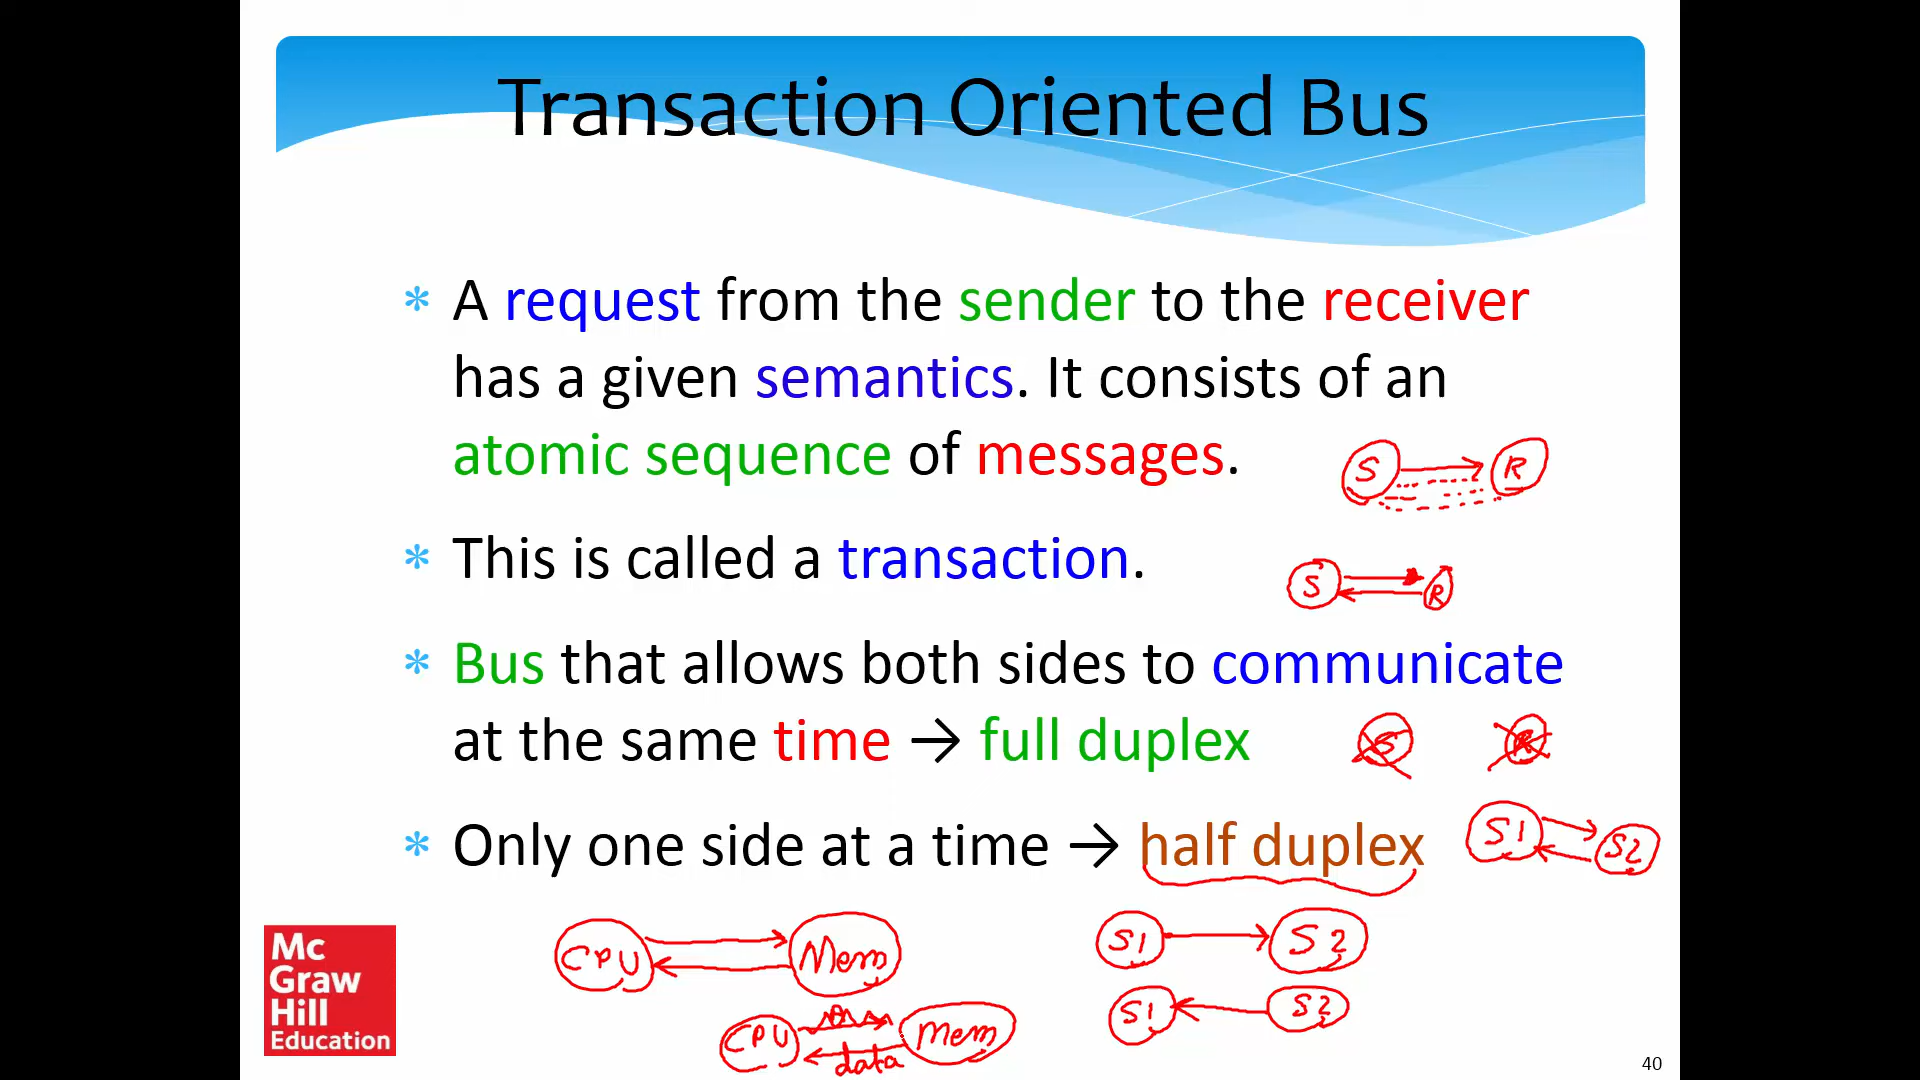 Transaction Oriented Bus
* A request from the sender to the receiver
has a given semantics. It consists of an
atomic sequence of messages.
S R
* This is called a transaction.
S R
* Bus that allows both sides to communicate
at the same time → full duplex
* Only one side at a time → half duplex
S1 S2
CPU Mem
S1 S2
S1 S2
CPU Mem
data
Mc
Graw
Hill
Education
40